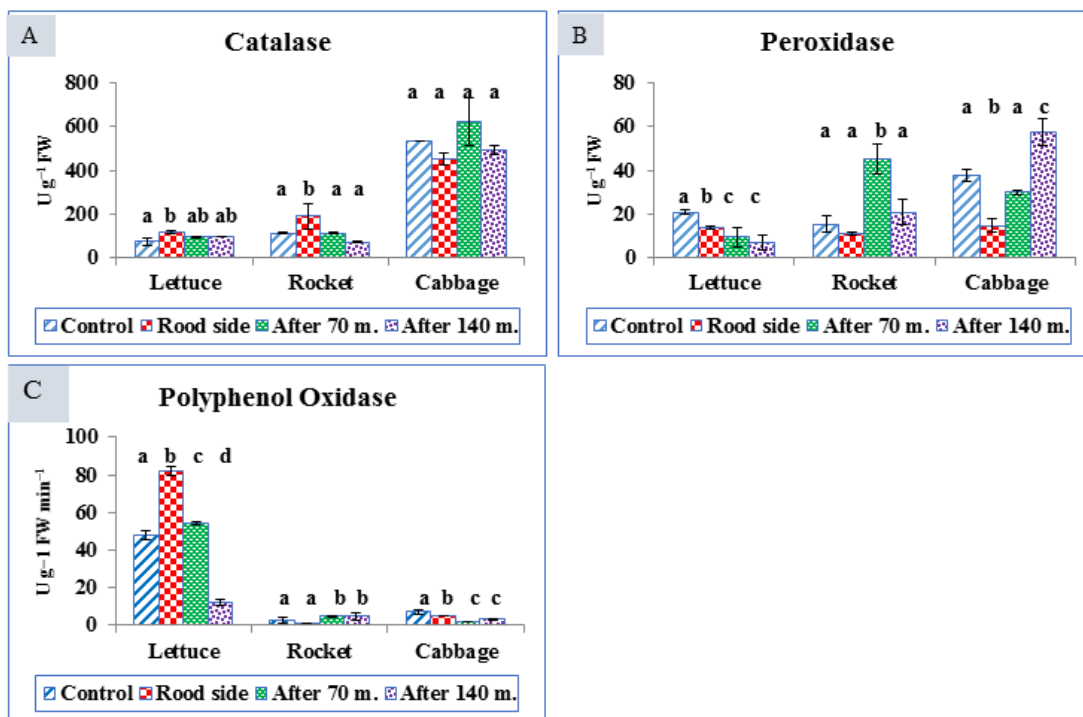 A
Catalase
800
600
400
200
0
U g⁻¹ FW
a b ab ab
a b a a
a a a a
Lettuce Rocket Cabbage
Control Rood side After 70 m. After 140 m.
B
Peroxidase
80
60
40
20
0
U g⁻¹ FW
a b c c
a a b a
a b a c
Lettuce Rocket Cabbage
Control Rood side After 70 m. After 140 m.
C
Polyphenol Oxidase
100
80
60
40
20
0
U g–1 FW min⁻¹
a b c d
a a b b
a b c c
Lettuce Rocket Cabbage
Control Rood side After 70 m. After 140 m.